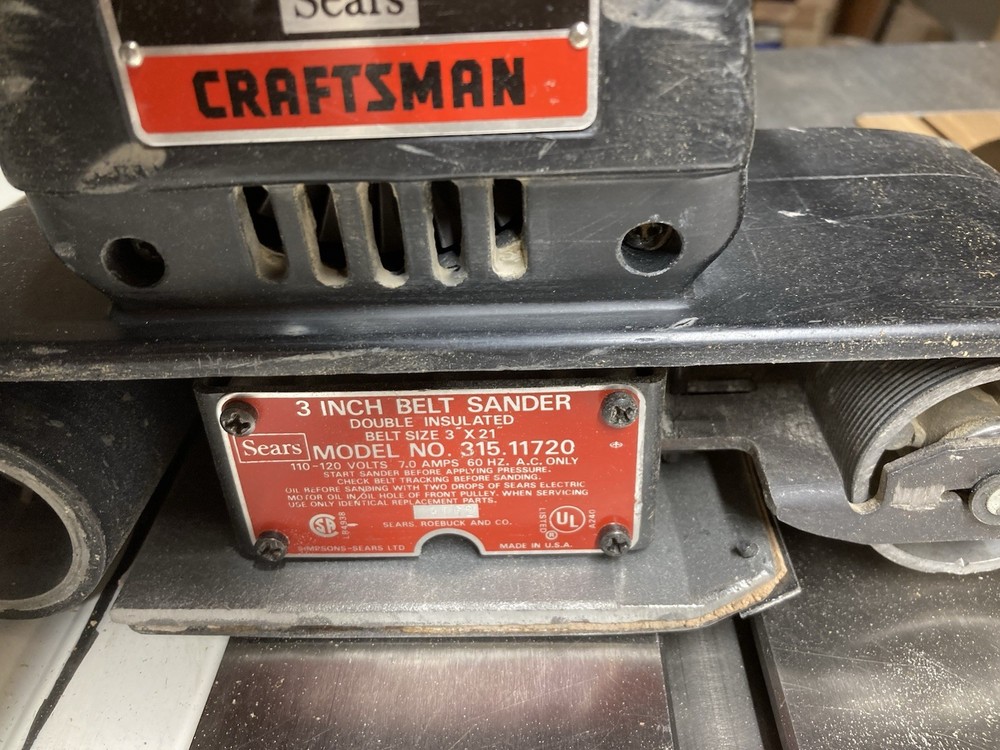 Sears
CRAFTSMAN
3 INCH BELT SANDER
DOUBLE INSULATED
BELT SIZE 3" X 21"
Sears MODEL NO. 315.11720
110-120 VOLTS 7.0 AMPS 60 HZ. A.C. ONLY
START SANDER BEFORE APPLYING PRESSURE.
CHECK BELT TRACKING BEFORE SANDING.
OIL BEFORE SANDING WITH TWO DROPS OF SEARS ELECTRIC
MOTOR OIL IN OIL HOLE OF FRONT PULLEY. WHEN SERVICING
USE ONLY IDENTICAL REPLACEMENT PARTS.
SA LR4938
SEARS, ROEBUCK AND CO.
LISTED UL A240
SIMPSONS-SEARS LTD
MADE IN U.S.A.